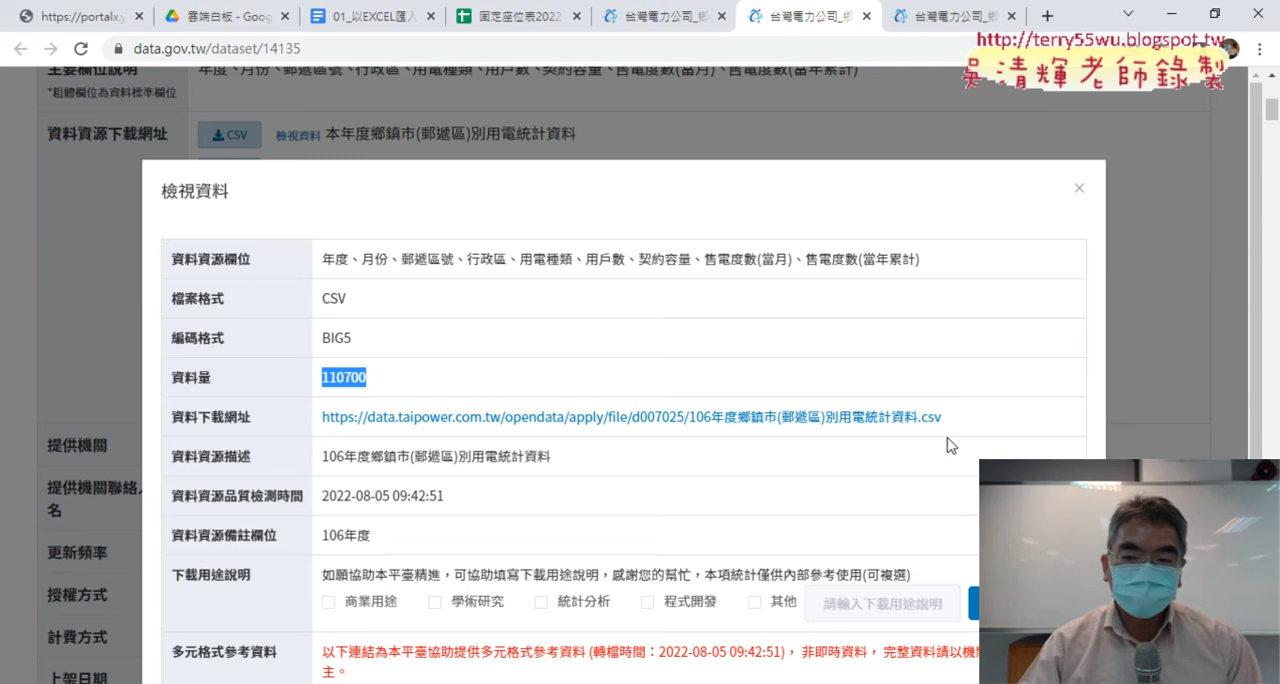 https://portalx.y
雲端白板 - Goog
01_以EXCEL匯入
固定座位表2022
台灣電力公司_鄉
台灣電力公司_鄉
台灣電力公司_鄉
data.gov.tw/dataset/14135
http://terry55wu.blogspot.tw
吳清輝老師錄製
主要欄位說明
年度、月份、郵遞區號、行政區、用電種類、用戶數、契約容量、售電度數(當月)、售電度數(當年累計)
*粗體欄位為資料標準欄位
資料資源下載網址
CSV 檢視資料 本年度鄉鎮市(郵遞區)別用電統計資料
檢視資料
資料資源欄位 年度、月份、郵遞區號、行政區、用電種類、用戶數、契約容量、售電度數(當月)、售電度數(當年累計)
檔案格式 CSV
編碼格式 BIG5
資料量 110700
資料下載網址 https://data.taipower.com.tw/opendata/apply/file/d007025/106年度鄉鎮市(郵遞區)別用電統計資料.csv
資料資源描述 106年度鄉鎮市(郵遞區)別用電統計資料
資料資源品質檢測時間 2022-08-05 09:42:51
資料資源備註欄位 106年度
下載用途說明 如願協助本平臺精進，可協助填寫下載用途說明，感謝您的幫忙，本項統計僅供內部參考使用(可複選)
商業用途 學術研究 統計分析 程式開發 其他 請輸入下載用途說明
多元格式參考資料 以下連結為本平臺協助提供多元格式參考資料 (轉檔時間：2022-08-05 09:42:51)， 非即時資料， 完整資料請以機
主。
提供機關
提供機關聯絡人
名
更新頻率
授權方式
計費方式
上架日期